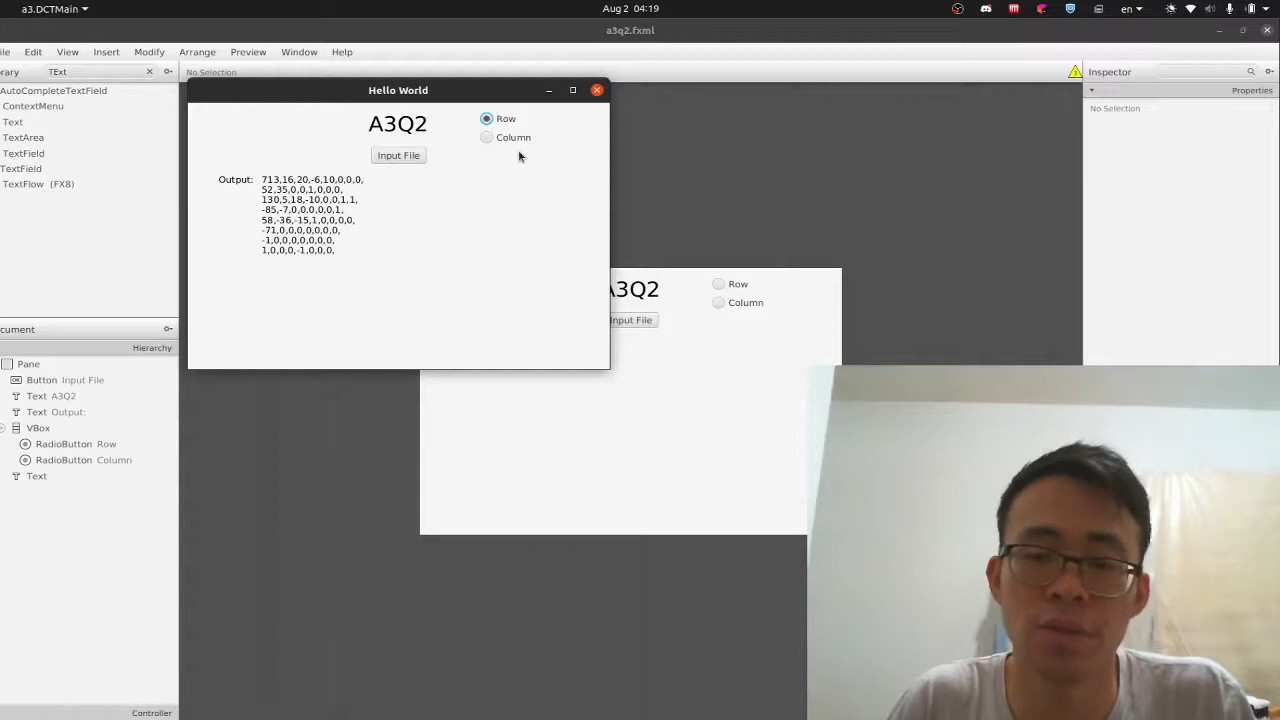 a3.DCTMain
Aug 2 04:19
en
a3q2.fxml
ile Edit View Insert Modify Arrange Preview Window Help
rary TExt
No Selection
Inspector
AutoCompleteTextField
ContextMenu
Text
TextArea
TextField
TextField
TextFlow (FX8)
Properties
No Selection
Hello World
A3Q2
Row
Column
Input File
Output: 713,16,20,-6,10,0,0,0,
52,35,0,0,1,0,0,0,
130,5,18,-10,0,0,1,1,
-85,-7,0,0,0,0,0,1,
58,-36,-15,1,0,0,0,0,
-71,0,0,0,0,0,0,0,
-1,0,0,0,0,0,0,0,
1,0,0,0,-1,0,0,0,
A3Q2
Row
Column
Input File
cument
Hierarchy
Pane
Button Input File
Text A3Q2
Text Output:
VBox
RadioButton Row
RadioButton Column
Text
Controller